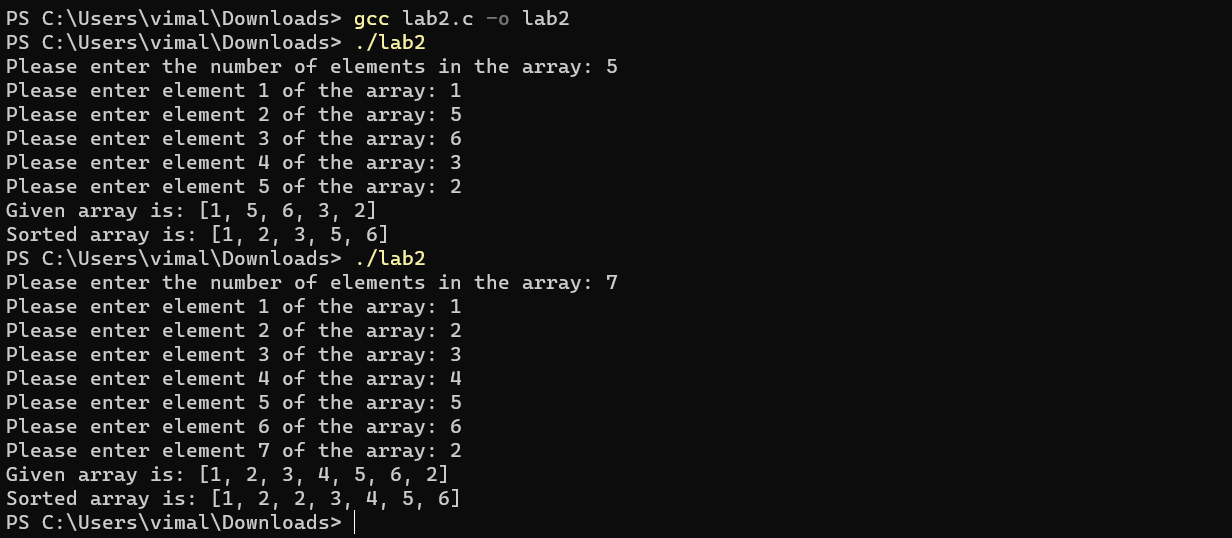 PS C:\Users\vimal\Downloads> gcc lab2.c -o lab2
PS C:\Users\vimal\Downloads> ./lab2
Please enter the number of elements in the array: 5
Please enter element 1 of the array: 1
Please enter element 2 of the array: 5
Please enter element 3 of the array: 6
Please enter element 4 of the array: 3
Please enter element 5 of the array: 2
Given array is: [1, 5, 6, 3, 2]
Sorted array is: [1, 2, 3, 5, 6]
PS C:\Users\vimal\Downloads> ./lab2
Please enter the number of elements in the array: 7
Please enter element 1 of the array: 1
Please enter element 2 of the array: 2
Please enter element 3 of the array: 3
Please enter element 4 of the array: 4
Please enter element 5 of the array: 5
Please enter element 6 of the array: 6
Please enter element 7 of the array: 2
Given array is: [1, 2, 3, 4, 5, 6, 2]
Sorted array is: [1, 2, 2, 3, 4, 5, 6]
PS C:\Users\vimal\Downloads>